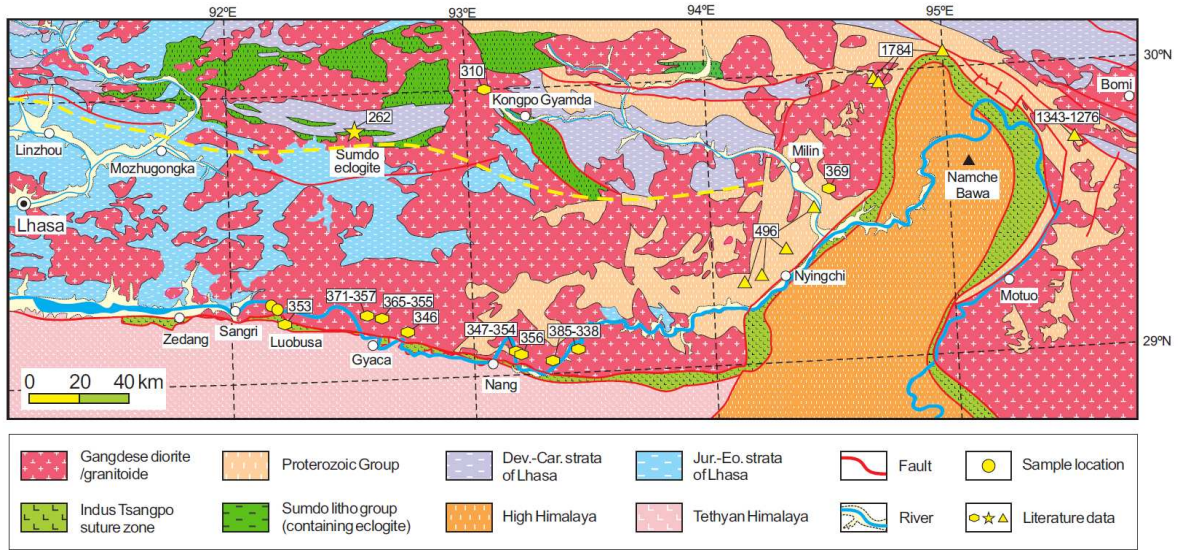 92°E
93°E
94°E
95°E
30°N
1784
Bomi
310
Kongpo Gyamda
262
1343-1276
Linzhou
Mozhugongka
Sumdo
eclogite
Milin
369
Namche
Bawa
Lhasa
496
Nyingchi
Motuo
371-357
365-355
353
346
347-354
356
385-338
Zedang
Sangri
Luobusa
Gyaca
Nang
29°N
0 20 40 km
Gangdese diorite
/granitoide
Proterozoic Group
Dev.-Car. strata
of Lhasa
Jur.-Eo. strata
of Lhasa
Fault
Sample location
Indus Tsangpo
suture zone
Sumdo litho group
(containing eclogite)
High Himalaya
Tethyan Himalaya
River
Literature data